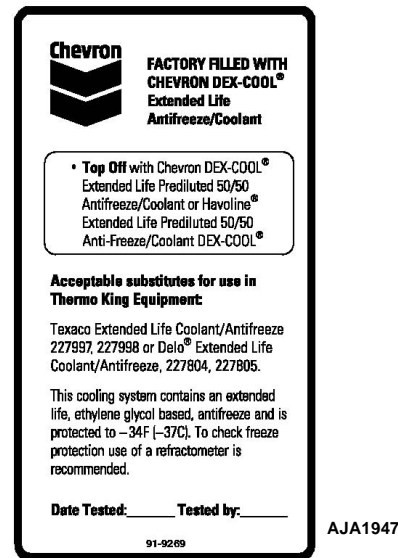 Chevron
FACTORY FILLED WITH
CHEVRON DEX-COOL®
Extended Life
Antifreeze/Coolant
• Top Off with Chevron DEX-COOL®
Extended Life Prediluted 50/50
Antifreeze/Coolant or Havoline®
Extended Life Prediluted 50/50
Anti-Freeze/Coolant DEX-COOL®
Acceptable substitutes for use in
Thermo King Equipment:
Texaco Extended Life Coolant/Antifreeze
227997, 227998 or Delo® Extended Life
Coolant/Antifreeze, 227804, 227805.
This cooling system contains an extended
life, ethylene glycol based, antifreeze and is
protected to –34F (–37C). To check freeze
protection use of a refractometer is
recommended.
Date Tested:______ Tested by:______
91-9269
AJA1947